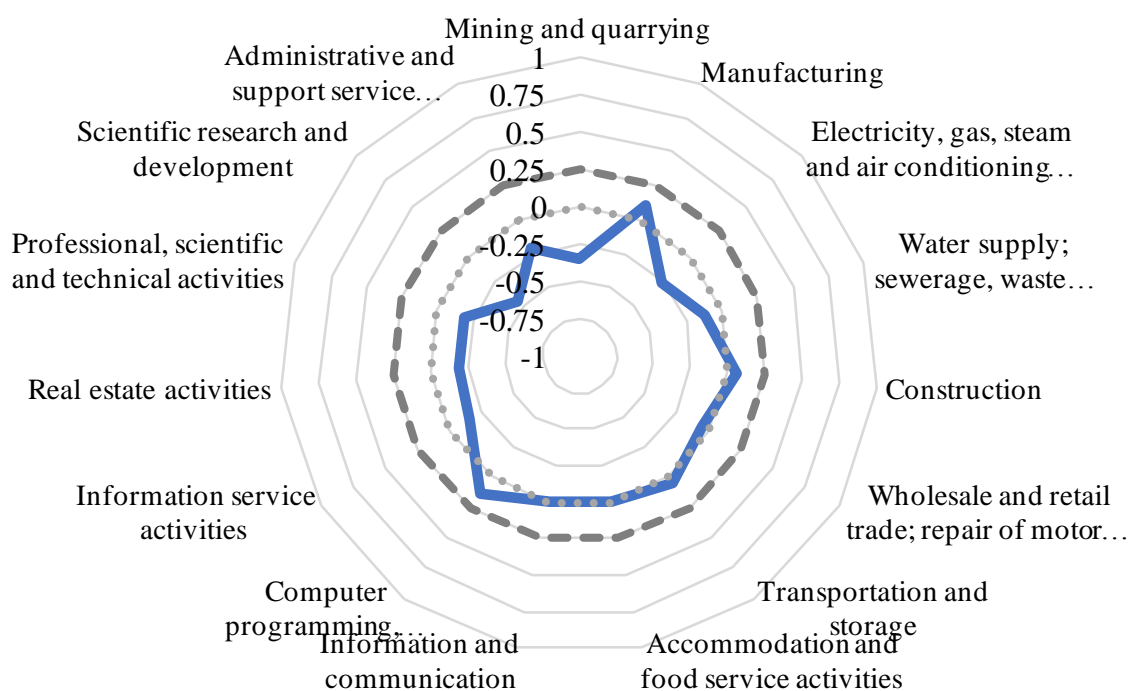 Mining and quarrying
Manufacturing
Electricity, gas, steam
and air conditioning…
Water supply;
sewerage, waste…
Construction
Wholesale and retail
trade; repair of motor…
Transportation and
storage
Accommodation and
food service activities
Information and
communication
Computer
programming,…
Information service
activities
Real estate activities
Professional, scientific
and technical activities
Scientific research and
development
Administrative and
support service…
1
0.75
0.5
0.25
0
-0.25
-0.5
-0.75
-1